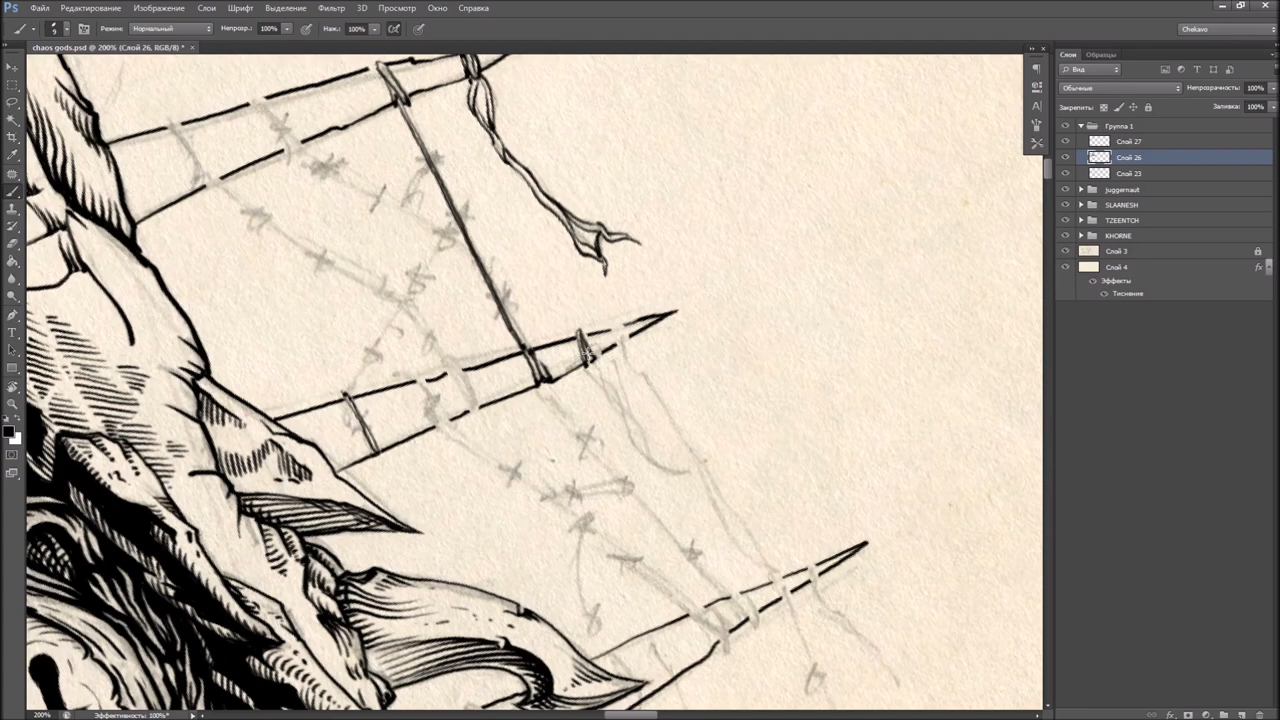 Ps Файл Редактирование Изображение Слои Шрифт Выделение Фильтр 3D Просмотр Окно Справка
9 Режим: Нормальный Непрозр.: 100% Наж.: 100% Chekavo
chaos gods.psd @ 200% (Слой 26, RGB/8) *
Слои Образцы
Вид
Обычные Непрозрачность: 100%
Закрепить: Заливка: 100%
Группа 1
Слой 27
Слой 26
Слой 23
juggernaut
SLAANESH
TZEENTCH
KHORNE
Слой 3
Слой 4 fx
Эффекты
Тиснение
200% Эффективность: 100%*